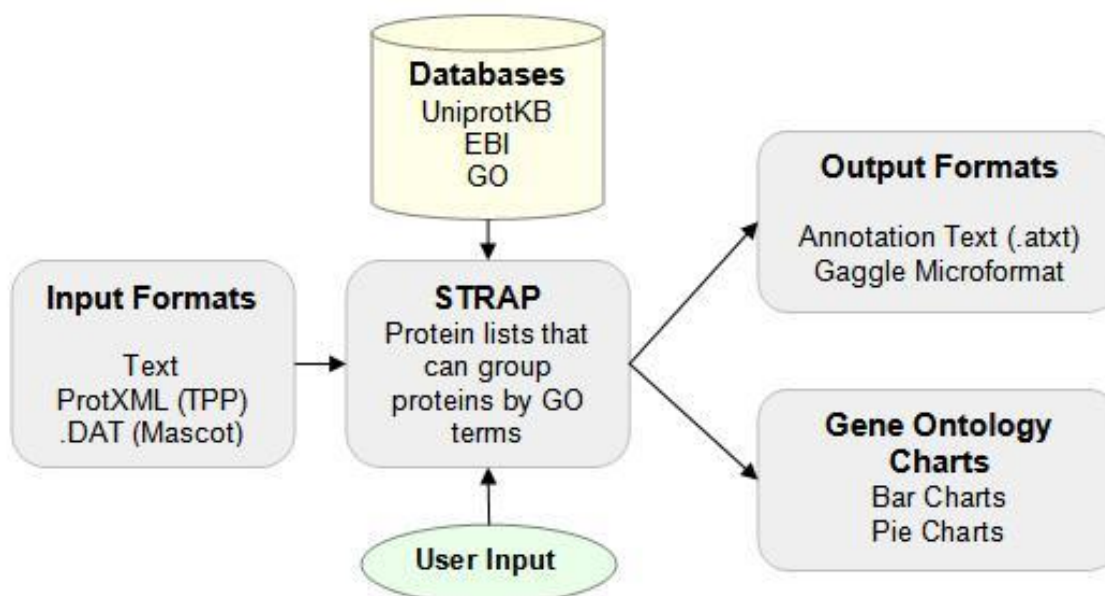 Databases
UniprotKB
EBI
GO
Input Formats
Text
ProtXML (TPP)
.DAT (Mascot)
STRAP
Protein lists that
can group
proteins by GO
terms
User Input
Output Formats
Annotation Text (.atxt)
Gaggle Microformat
Gene Ontology
Charts
Bar Charts
Pie Charts